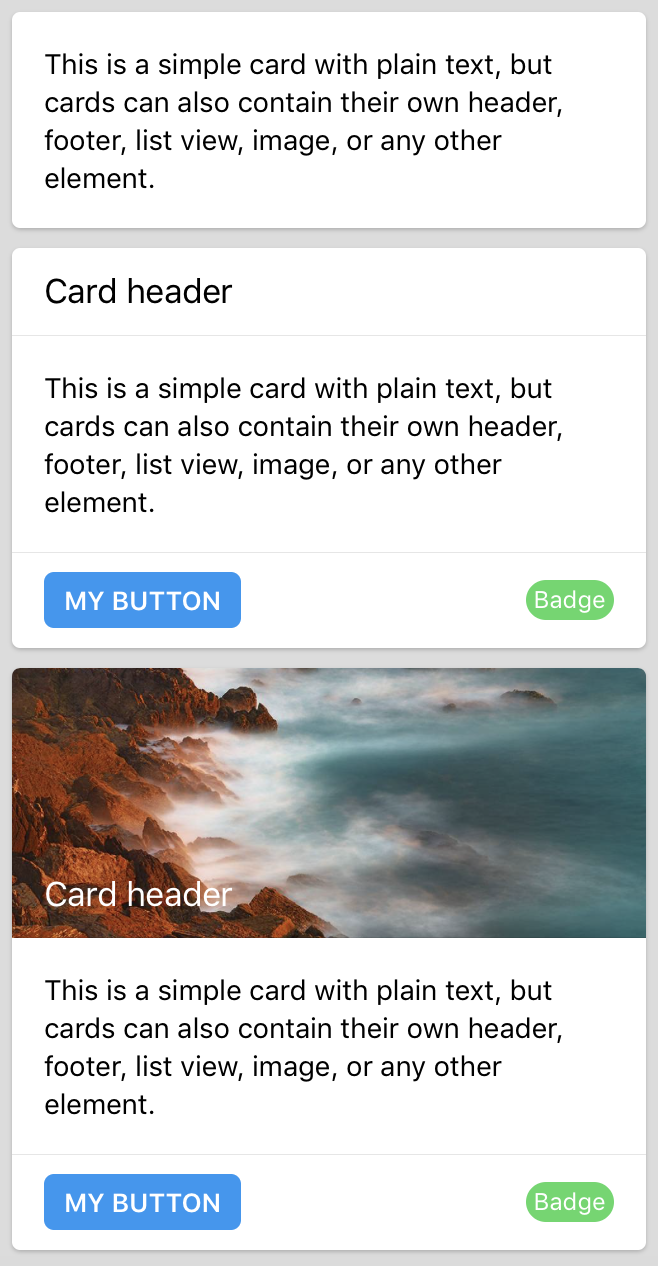 This is a simple card with plain text, but
cards can also contain their own header,
footer, list view, image, or any other
element.
Card header
This is a simple card with plain text, but
cards can also contain their own header,
footer, list view, image, or any other
element.
MY BUTTON
Badge
Card header
This is a simple card with plain text, but
cards can also contain their own header,
footer, list view, image, or any other
element.
MY BUTTON
Badge